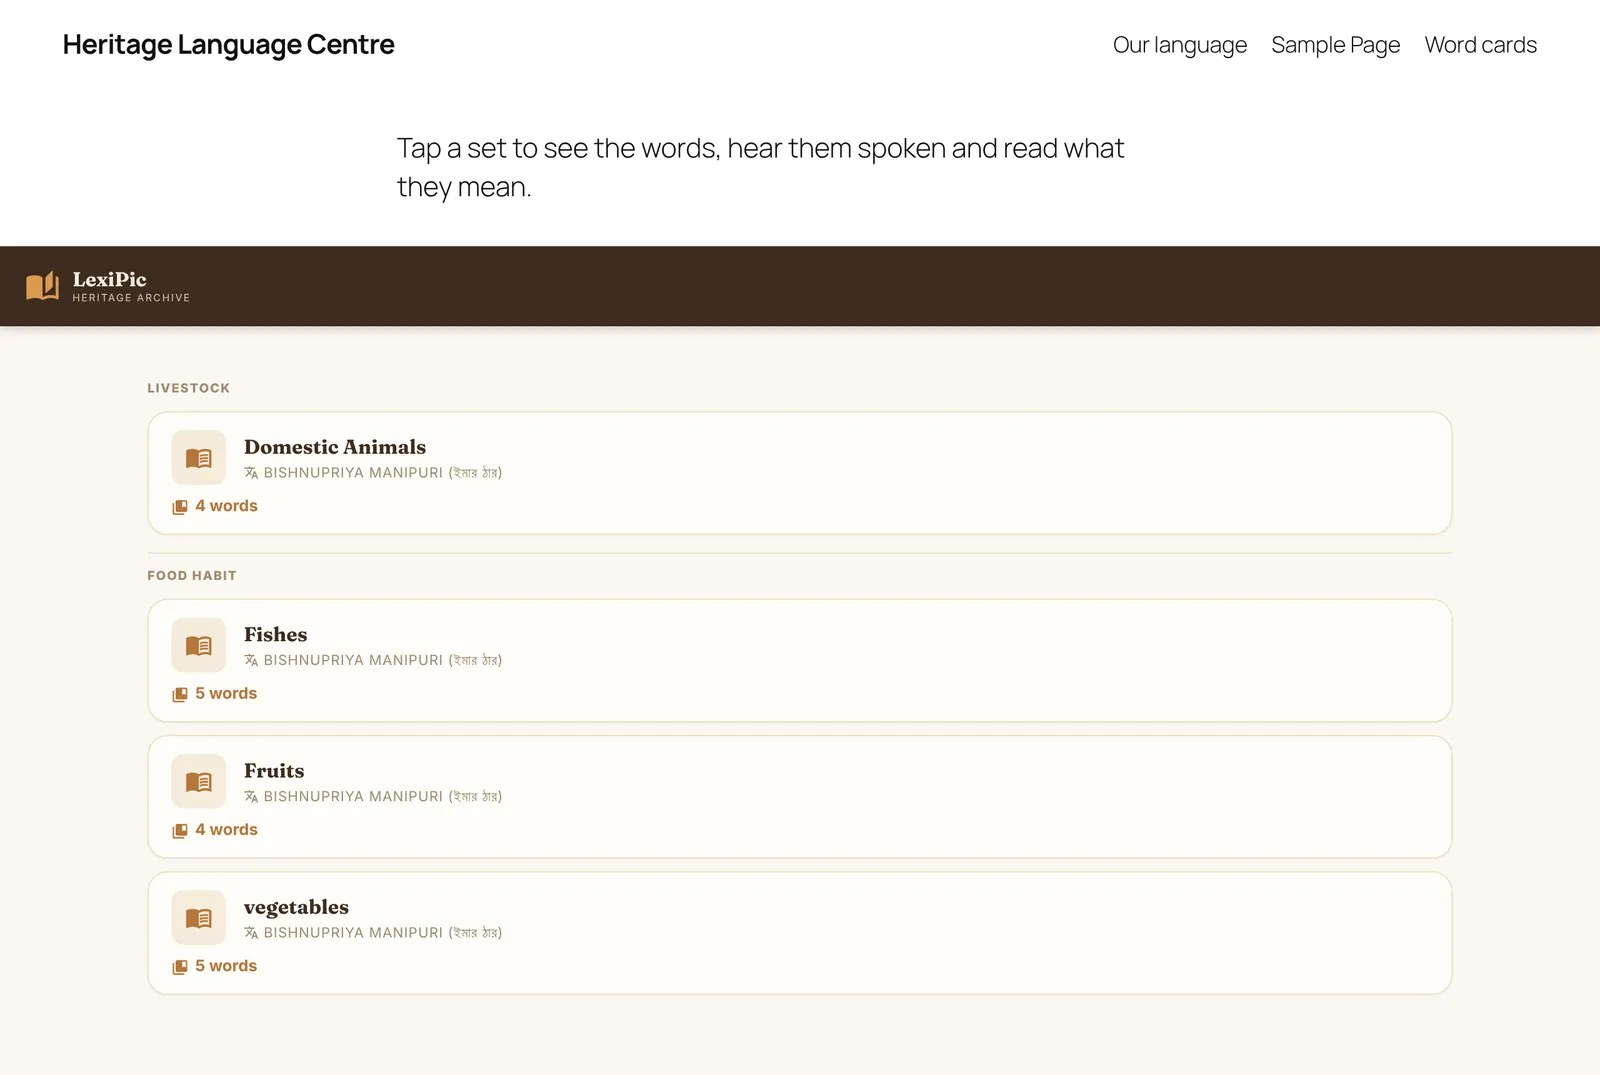 Heritage Language Centre
Our language Sample Page Word cards
Tap a set to see the words, hear them spoken and read what
they mean.
LexiPic
HERITAGE ARCHIVE
LIVESTOCK
Domestic Animals
BISHNUPRIYA MANIPURI (ইমার ঠার)
4 words
FOOD HABIT
Fishes
BISHNUPRIYA MANIPURI (ইমার ঠার)
5 words
Fruits
BISHNUPRIYA MANIPURI (ইমার ঠার)
4 words
vegetables
BISHNUPRIYA MANIPURI (ইমার ঠার)
5 words